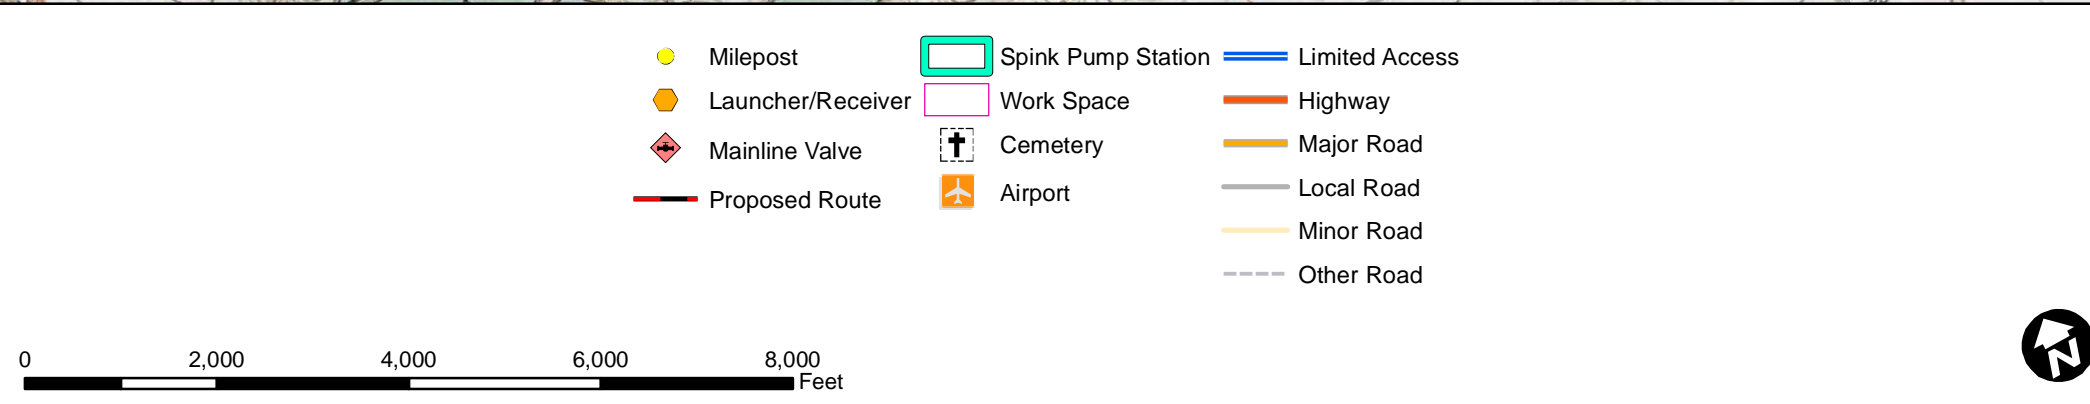 Milepost
Launcher/Receiver
Mainline Valve
Proposed Route
Spink Pump Station
Work Space
Cemetery
Airport
Limited Access
Highway
Major Road
Local Road
Minor Road
Other Road
0 2,000 4,000 6,000 8,000
Feet
N